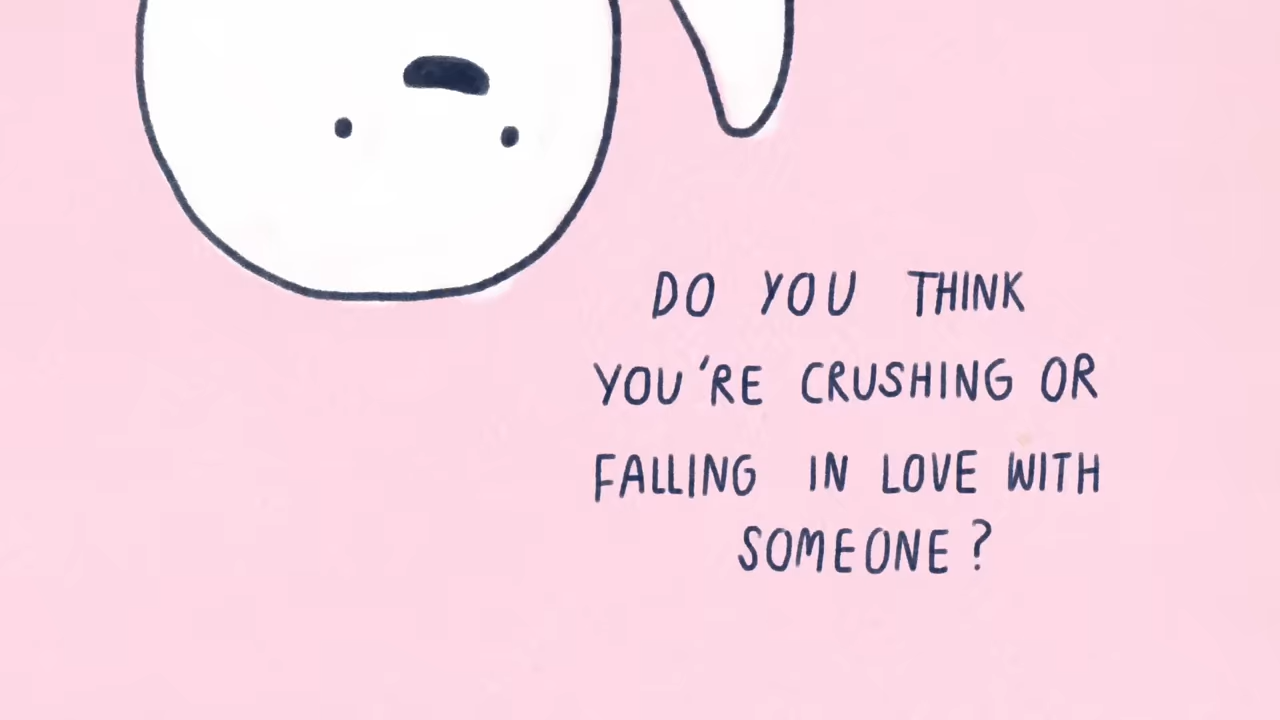 DO YOU THINK
YOU'RE CRUSHING OR
FALLING IN LOVE WITH
SOMEONE?